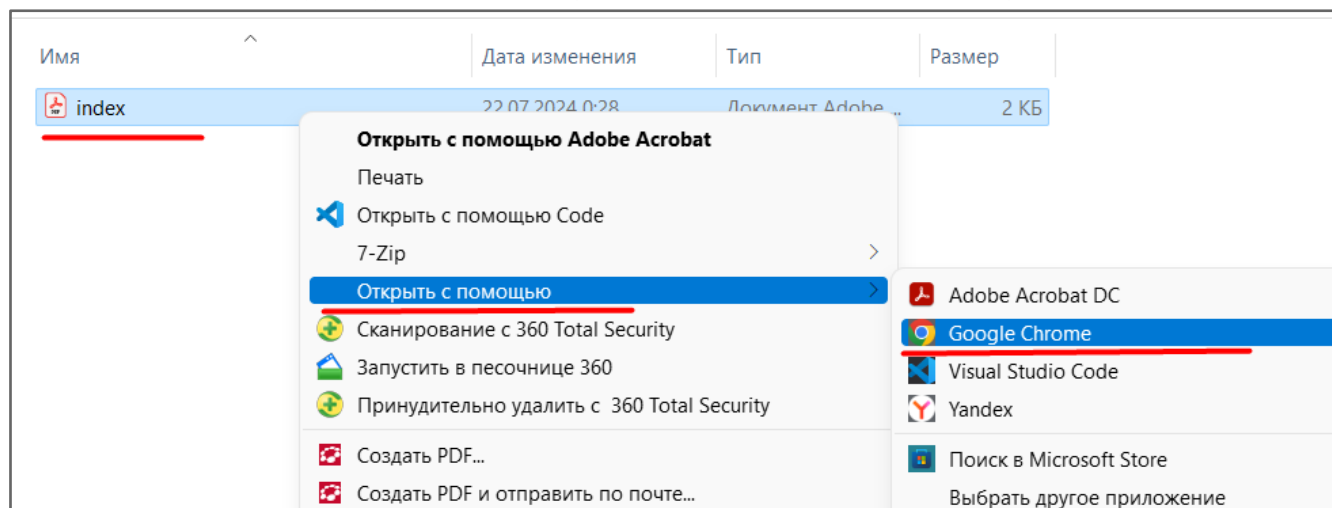 Имя Дата изменения Тип Размер
index 22.07.2024 0:28 Документ Adobe ... 2 КБ
Открыть с помощью Adobe Acrobat
Печать
Открыть с помощью Code
7-Zip
Открыть с помощью
Сканирование с 360 Total Security
Запустить в песочнице 360
Принудительно удалить с 360 Total Security
Создать PDF...
Создать PDF и отправить по почте...
Adobe Acrobat DC
Google Chrome
Visual Studio Code
Yandex
Поиск в Microsoft Store
Выбрать другое приложение